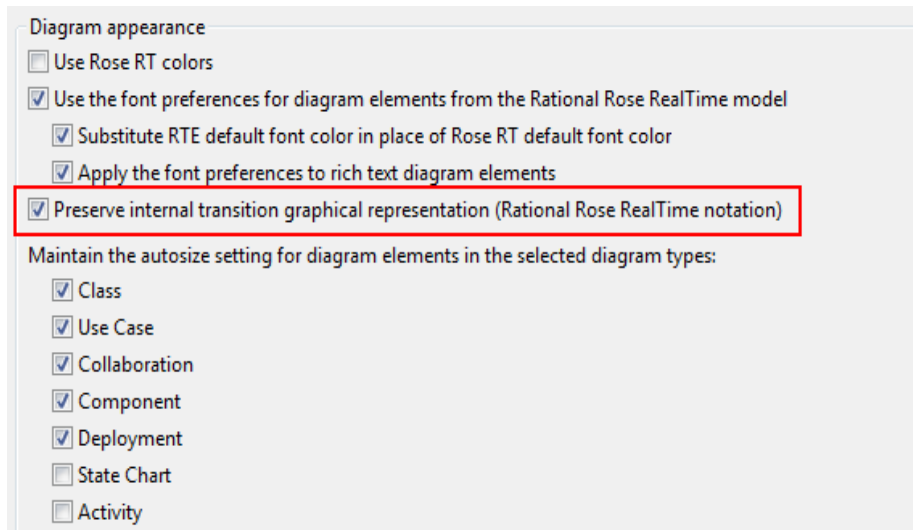 Diagram appearance
Use Rose RT colors
Use the font preferences for diagram elements from the Rational Rose RealTime model
Substitute RTE default font color in place of Rose RT default font color
Apply the font preferences to rich text diagram elements
Preserve internal transition graphical representation (Rational Rose RealTime notation)
Maintain the autosize setting for diagram elements in the selected diagram types:
Class
Use Case
Collaboration
Component
Deployment
State Chart
Activity